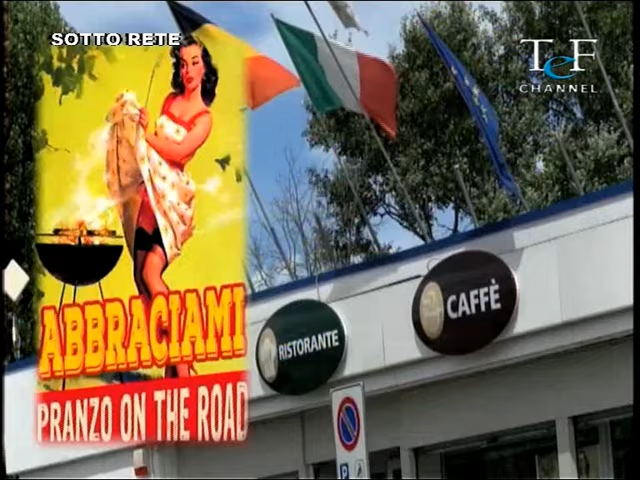 SOTTO RETE
TeF
CHANNEL
ABBRACIAMI
PRANZO ON THE ROAD
RISTORANTE
CAFFÈ
P